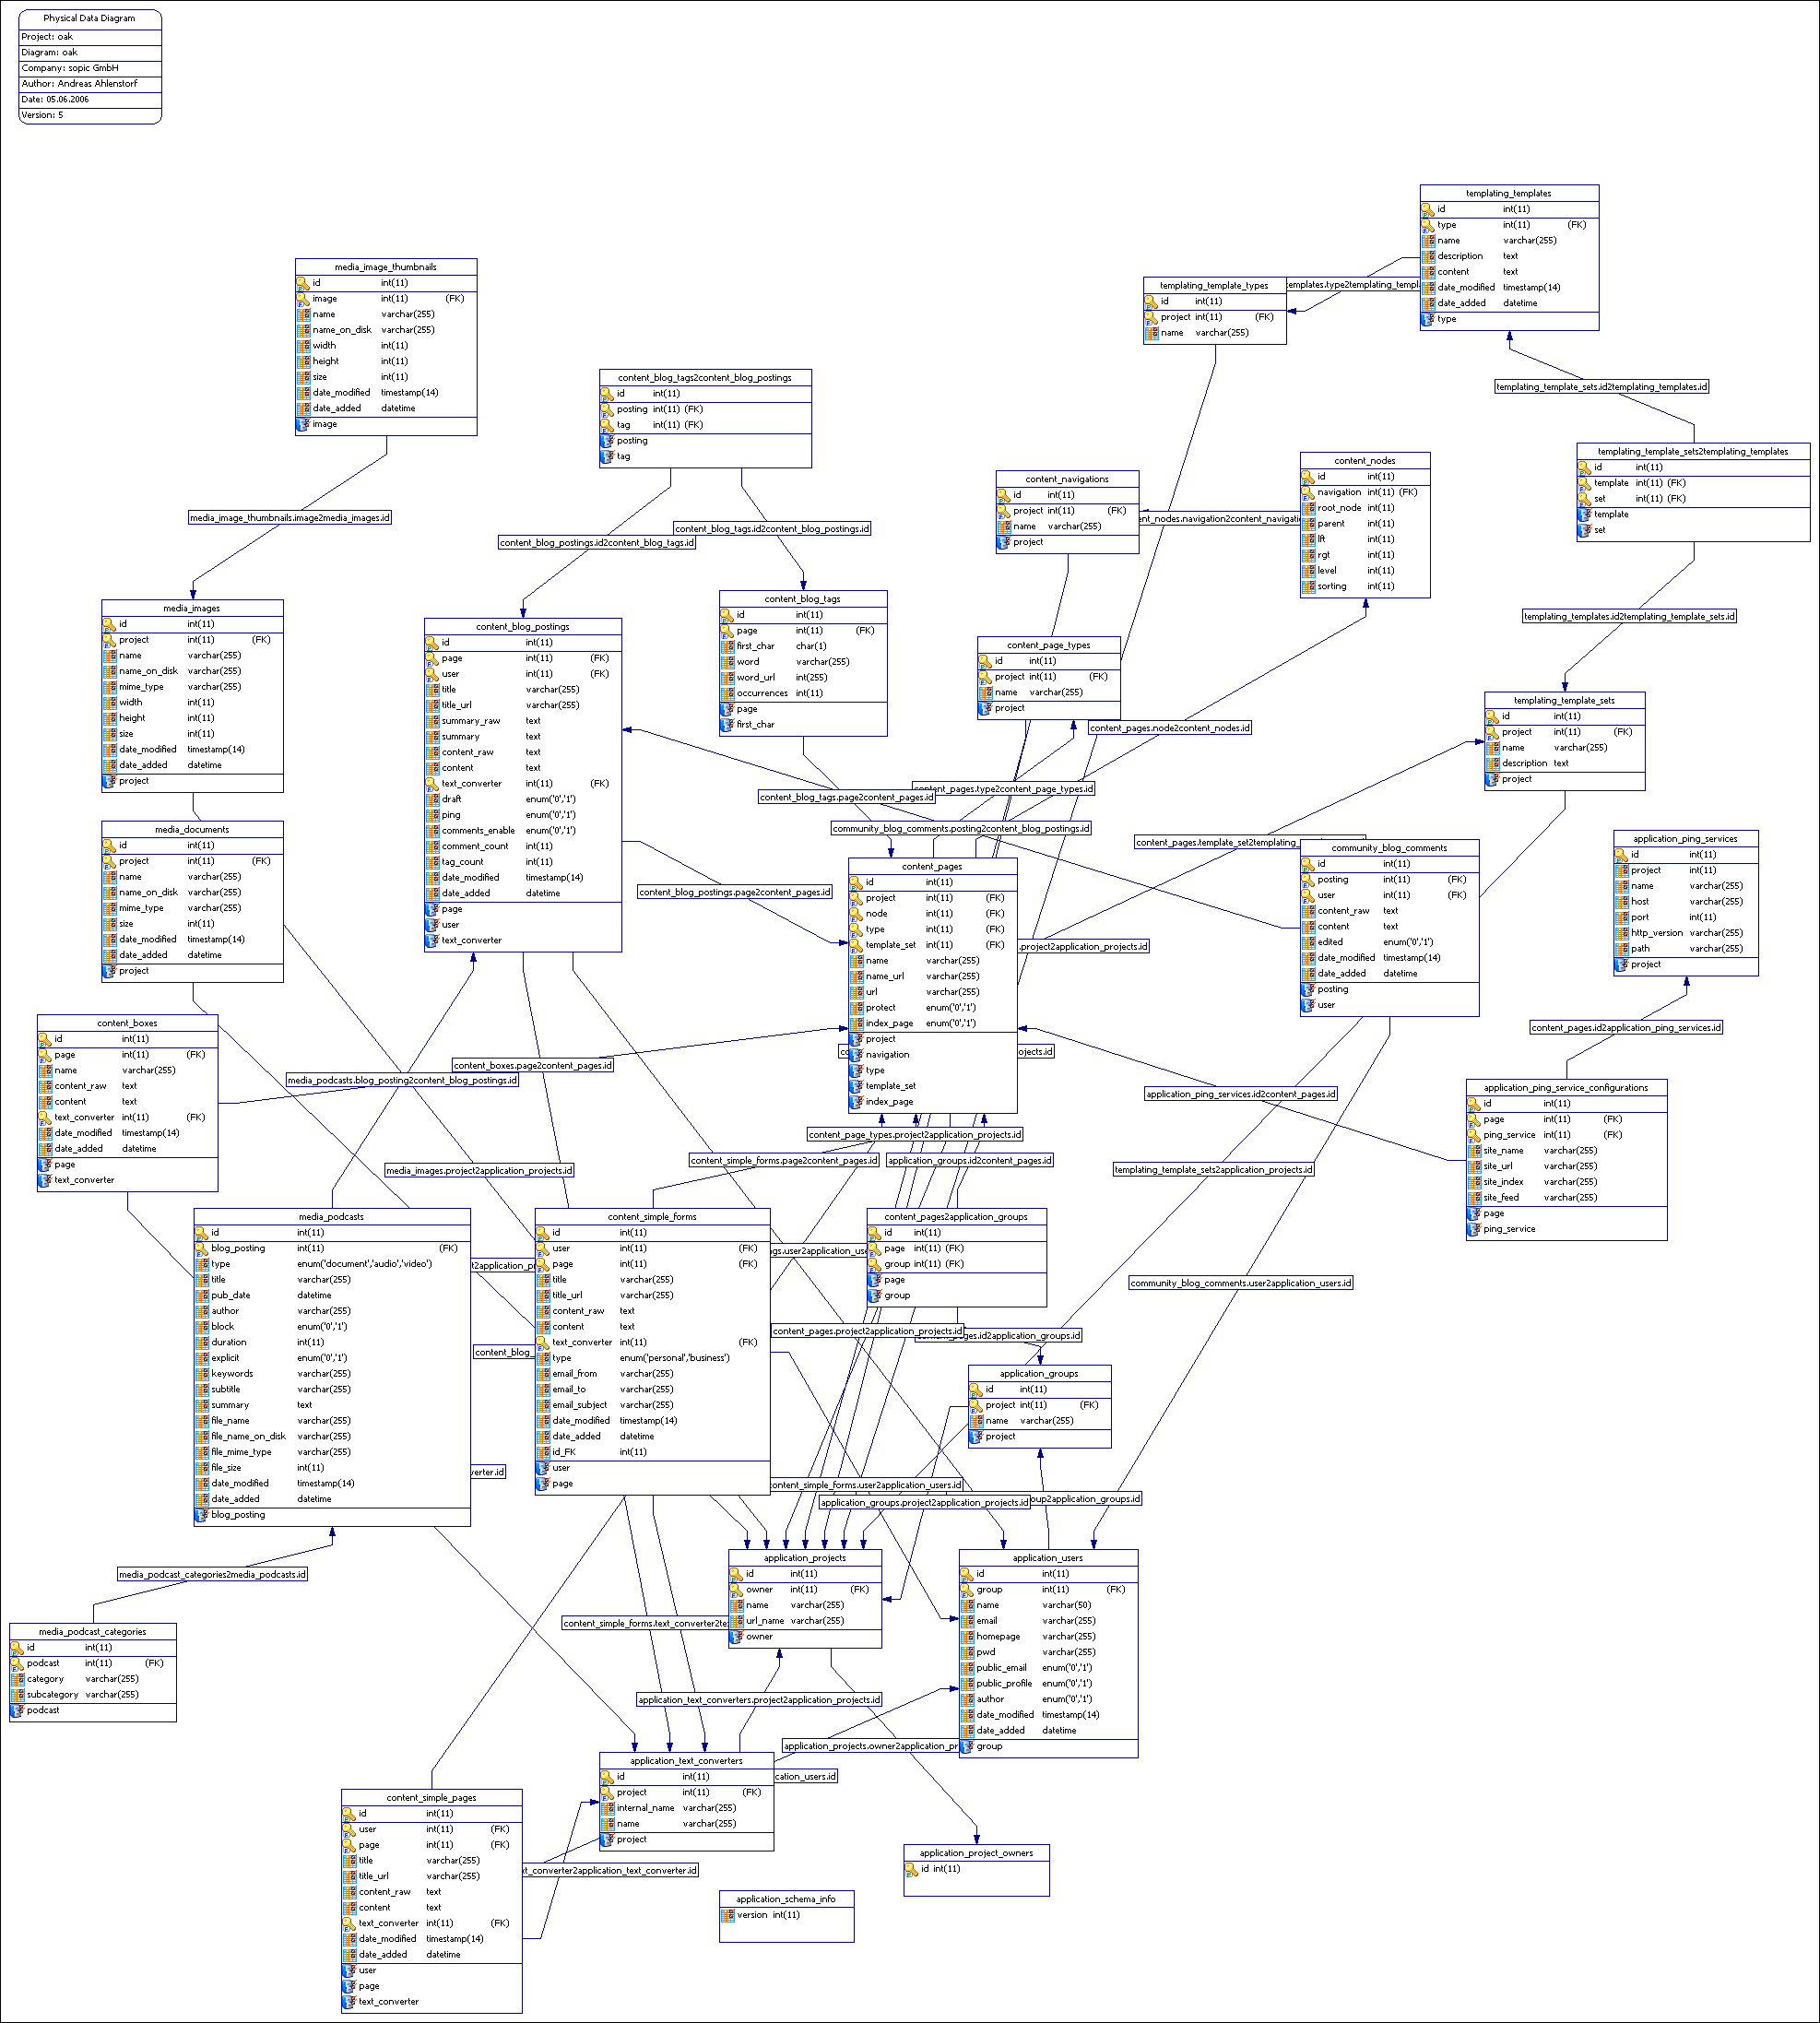 Physical Data Diagram
Project: oak
Diagram: oak
Company: sopic GmbH
Author: Andreas Ahlenstorf
Date: 05.06.2006
Version: 5
templating_templates
id int(11)
type int(11) (FK)
name varchar(255)
description text
content text
date_modified timestamp(14)
date_added datetime
type
media_image_thumbnails
id int(11)
image int(11) (FK)
name varchar(255)
name_on_disk varchar(255)
width int(11)
height int(11)
size int(11)
date_modified timestamp(14)
date_added datetime
image
templating_template_types
id int(11)
project int(11) (FK)
name varchar(255)
templating_template_sets.id2templating_templates.id
content_blog_tags2content_blog_postings
id int(11)
posting int(11) (FK)
tag int(11) (FK)
posting
tag
templating_template_sets2templating_templates
id int(11)
template int(11) (FK)
set int(11) (FK)
template
set
content_navigations
id int(11)
project int(11) (FK)
name varchar(255)
project
content_nodes
id int(11)
navigation int(11) (FK)
root_node int(11)
parent int(11)
lft int(11)
rgt int(11)
level int(11)
sorting int(11)
media_image_thumbnails.image2media_images.id
content_blog_tags.id2content_blog_postings.id
content_blog_postings.id2content_blog_tags.id
templating_templates.id2templating_template_sets.id
media_images
id int(11)
project int(11) (FK)
name varchar(255)
name_on_disk varchar(255)
mime_type varchar(255)
width int(11)
height int(11)
size int(11)
date_modified timestamp(14)
date_added datetime
project
content_blog_postings
id int(11)
page int(11) (FK)
user int(11) (FK)
title varchar(255)
title_url varchar(255)
summary_raw text
summary text
content_raw text
content text
text_converter int(11) (FK)
draft enum('0','1')
ping enum('0','1')
comments_enable enum('0','1')
comment_count int(11)
tag_count int(11)
date_modified timestamp(14)
date_added datetime
page
user
text_converter
content_blog_tags
id int(11)
page int(11) (FK)
first_char char(1)
word varchar(255)
word_url int(255)
occurrences int(11)
page
first_char
content_page_types
id int(11)
project int(11) (FK)
name varchar(255)
project
content_pages.node2content_nodes.id
templating_template_sets
id int(11)
project int(11) (FK)
name varchar(255)
description text
project
content_pages.type2content_page_types.id
content_blog_tags.page2content_pages.id
community_blog_comments.posting2content_blog_postings.id
content_pages.template_set2templating_
media_documents
id int(11)
project int(11) (FK)
name varchar(255)
name_on_disk varchar(255)
mime_type varchar(255)
size int(11)
date_modified timestamp(14)
date_added datetime
project
content_blog_postings.page2content_pages.id
content_pages
id int(11)
project int(11) (FK)
node int(11) (FK)
type int(11) (FK)
template_set int(11) (FK)
name varchar(255)
name_url varchar(255)
url varchar(255)
protect enum('0','1')
index_page enum('0','1')
project
navigation
type
template_set
index_page
.project2application_projects.id
community_blog_comments
id int(11)
posting int(11) (FK)
user int(11) (FK)
content_raw text
content text
edited enum('0','1')
date_modified timestamp(14)
date_added datetime
posting
user
application_ping_services
id int(11)
project int(11)
name varchar(255)
host varchar(255)
port int(11)
http_version varchar(255)
path varchar(255)
project
content_pages.id2application_ping_services.id
content_boxes
id int(11)
page int(11) (FK)
name varchar(255)
content_raw text
content text
text_converter int(11) (FK)
date_modified timestamp(14)
date_added datetime
page
text_converter
content_boxes.page2content_pages.id
media_podcasts.blog_posting2content_blog_postings.id
application_ping_services.id2content_pages.id
application_ping_service_configurations
id int(11)
page int(11) (FK)
ping_service int(11) (FK)
site_name varchar(255)
site_url varchar(255)
site_index varchar(255)
site_feed varchar(255)
page
ping_service
content_page_types.project2application_projects.id
content_simple_forms.page2content_pages.id
application_groups.id2content_pages.id
media_images.project2application_projects.id
templating_template_sets2application_projects.id
media_podcasts
id int(11)
blog_posting int(11) (FK)
type enum('document','audio','video')
title varchar(255)
pub_date datetime
author varchar(255)
block enum('0','1')
duration int(11)
explicit enum('0','1')
keywords varchar(255)
subtitle varchar(255)
summary text
file_name varchar(255)
file_name_on_disk varchar(255)
file_mime_type varchar(255)
file_size int(11)
date_modified timestamp(14)
date_added datetime
blog_posting
content_simple_forms
id int(11)
user int(11) (FK)
page int(11) (FK)
title varchar(255)
title_url varchar(255)
content_raw text
content text
text_converter int(11) (FK)
type enum('personal','business')
email_from varchar(255)
email_to varchar(255)
email_subject varchar(255)
date_modified timestamp(14)
date_added datetime
id_FK int(11)
user
page
content_pages2application_groups
id int(11)
page int(11) (FK)
group int(11) (FK)
page
group
community_blog_comments.user2application_users.id
content_pages.project2application_projects.id
content_blog_
verter.id
application_groups
id int(11)
project int(11) (FK)
name varchar(255)
project
content_simple_forms.user2application_users.id
application_groups.project2application_projects.id
oup2application_groups.id
application_projects
id int(11)
owner int(11) (FK)
name varchar(255)
url_name varchar(255)
owner
application_users
id int(11)
group int(11) (FK)
name varchar(50)
email varchar(255)
homepage varchar(255)
pwd varchar(255)
public_email enum('0','1')
public_profile enum('0','1')
author enum('0','1')
date_modified timestamp(14)
date_added datetime
group
media_podcast_categories2media_podcasts.id
media_podcast_categories
id int(11)
podcast int(11) (FK)
category varchar(255)
subcategory varchar(255)
podcast
application_text_converters.project2application_projects.id
application_projects.owner2application_pr
cation_users.id
application_text_converters
id int(11)
project int(11) (FK)
internal_name varchar(255)
name varchar(255)
project
content_simple_pages
id int(11)
user int(11) (FK)
page int(11) (FK)
title varchar(255)
title_url varchar(255)
content_raw text
content text
text_converter int(11) (FK)
date_modified timestamp(14)
date_added datetime
user
page
text_converter
xt_converter2application_text_converter.id
application_project_owners
id int(11)
application_schema_info
version int(11)